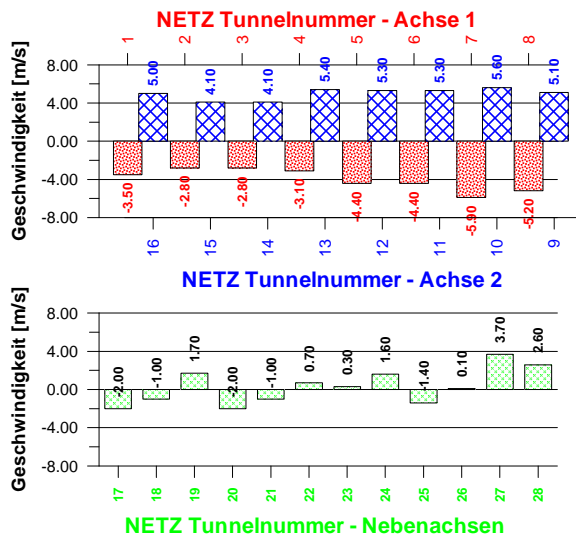 NETZ Tunnelnummer - Achse 1
1 2 3 4 5 6 7 8
Geschwindigkeit [m/s]
8.00
4.00
0.00
-4.00
-8.00
5.00 4.10 4.10 5.40 5.30 5.30 5.60 5.10
-3.50 -2.80 -2.80 -3.10 -4.40 -4.40 -5.90 -5.20
16 15 14 13 12 11 10 9
NETZ Tunnelnummer - Achse 2
Geschwindigkeit [m/s]
8.00
4.00
0.00
-4.00
-8.00
-2.00 -1.00 1.70 -2.00 -1.00 0.70 0.30 1.60 -1.40 0.10 3.70 2.60
17 18 19 20 21 22 23 24 25 26 27 28
NETZ Tunnelnummer - Nebenachsen